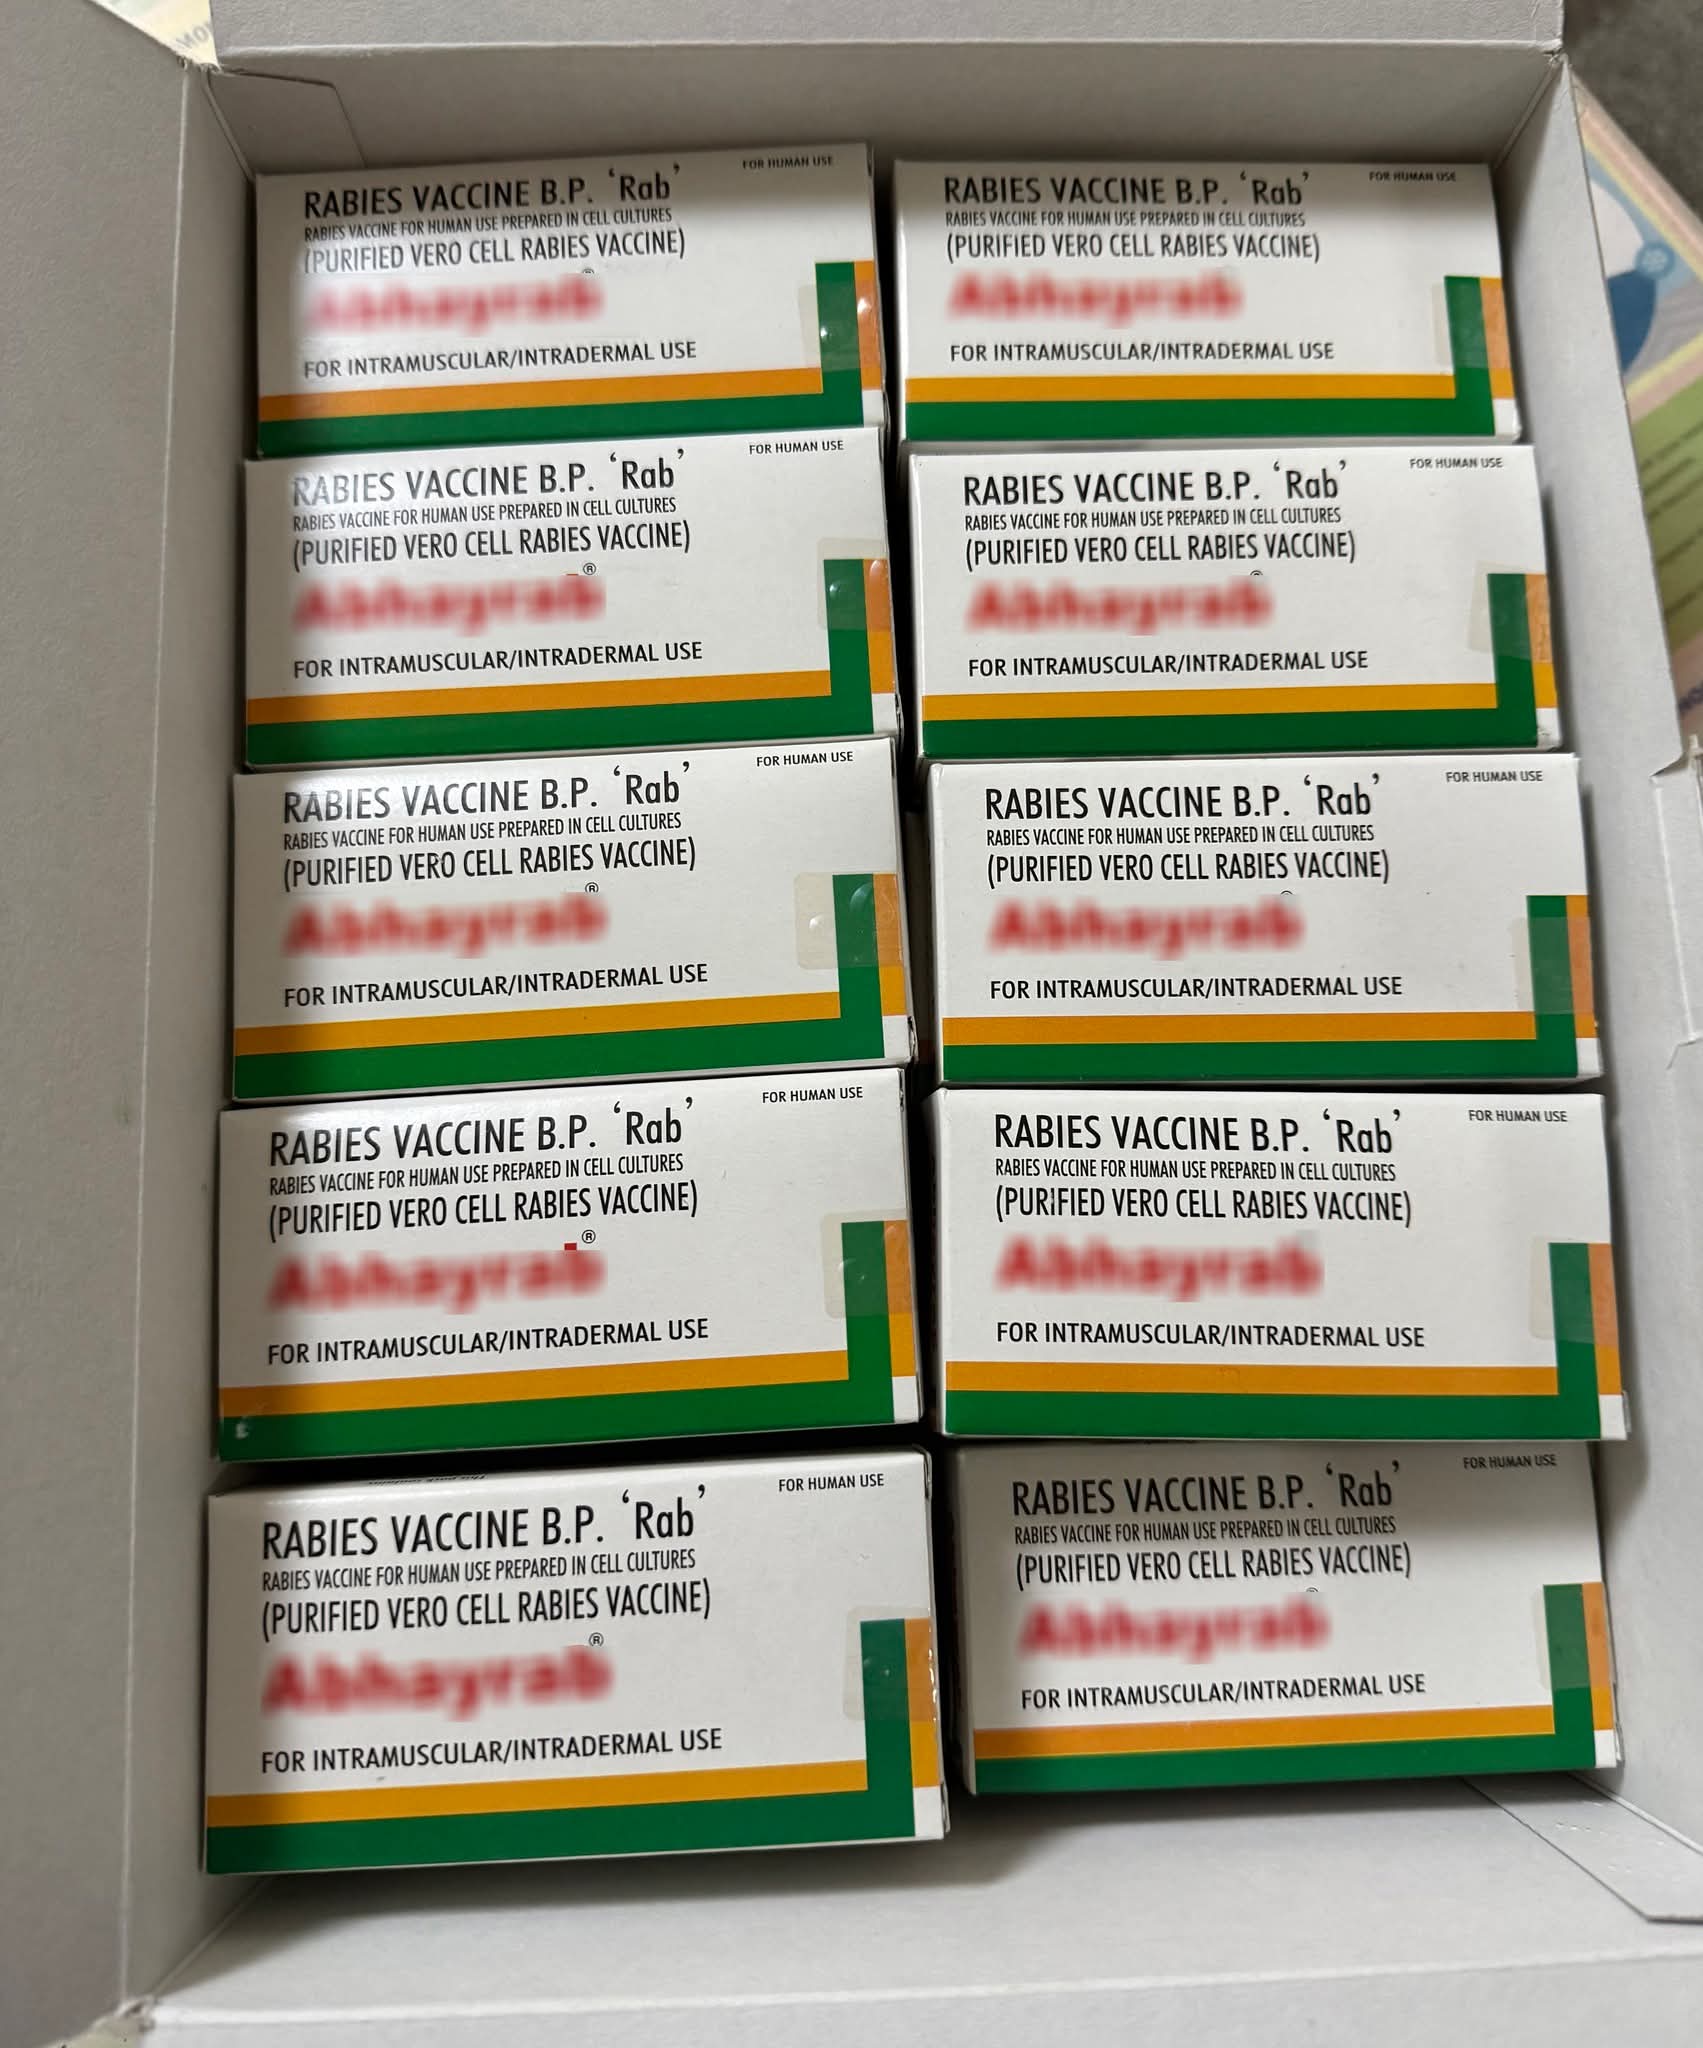 FOR HUMAN USE
RABIES VACCINE B.P. ‘Rab’
RABIES VACCINE FOR HUMAN USE PREPARED IN CELL CULTURES
(PURIFIED VERO CELL RABIES VACCINE)
Abhayrab®
FOR INTRAMUSCULAR/INTRADERMAL USE
FOR HUMAN USE
RABIES VACCINE B.P. ‘Rab’
RABIES VACCINE FOR HUMAN USE PREPARED IN CELL CULTURES
(PURIFIED VERO CELL RABIES VACCINE)
Abhayrab
FOR INTRAMUSCULAR/INTRADERMAL USE
FOR HUMAN USE
RABIES VACCINE B.P. ‘Rab’
RABIES VACCINE FOR HUMAN USE PREPARED IN CELL CULTURES
(PURIFIED VERO CELL RABIES VACCINE)
Abhayrab®
FOR INTRAMUSCULAR/INTRADERMAL USE
FOR HUMAN USE
RABIES VACCINE B.P. ‘Rab’
RABIES VACCINE FOR HUMAN USE PREPARED IN CELL CULTURES
(PURIFIED VERO CELL RABIES VACCINE)
Abhayrab®
FOR INTRAMUSCULAR/INTRADERMAL USE
FOR HUMAN USE
RABIES VACCINE B.P. ‘Rab’
RABIES VACCINE FOR HUMAN USE PREPARED IN CELL CULTURES
(PURIFIED VERO CELL RABIES VACCINE)
Abhayrab®
FOR INTRAMUSCULAR/INTRADERMAL USE
FOR HUMAN USE
RABIES VACCINE B.P. ‘Rab’
RABIES VACCINE FOR HUMAN USE PREPARED IN CELL CULTURES
(PURIFIED VERO CELL RABIES VACCINE)
Abhayrab
FOR INTRAMUSCULAR/INTRADERMAL USE
FOR HUMAN USE
RABIES VACCINE B.P. ‘Rab’
RABIES VACCINE FOR HUMAN USE PREPARED IN CELL CULTURES
(PURIFIED VERO CELL RABIES VACCINE)
Abhayrab®
FOR INTRAMUSCULAR/INTRADERMAL USE
FOR HUMAN USE
RABIES VACCINE B.P. ‘Rab’
RABIES VACCINE FOR HUMAN USE PREPARED IN CELL CULTURES
(PURIFIED VERO CELL RABIES VACCINE)
Abhayrab
FOR INTRAMUSCULAR/INTRADERMAL USE
FOR HUMAN USE
RABIES VACCINE B.P. ‘Rab’
RABIES VACCINE FOR HUMAN USE PREPARED IN CELL CULTURES
(PURIFIED VERO CELL RABIES VACCINE)
Abhayrab®
FOR INTRAMUSCULAR/INTRADERMAL USE
FOR HUMAN USE
RABIES VACCINE B.P. ‘Rab’
RABIES VACCINE FOR HUMAN USE PREPARED IN CELL CULTURES
(PURIFIED VERO CELL RABIES VACCINE)
Abhayrab
FOR INTRAMUSCULAR/INTRADERMAL USE